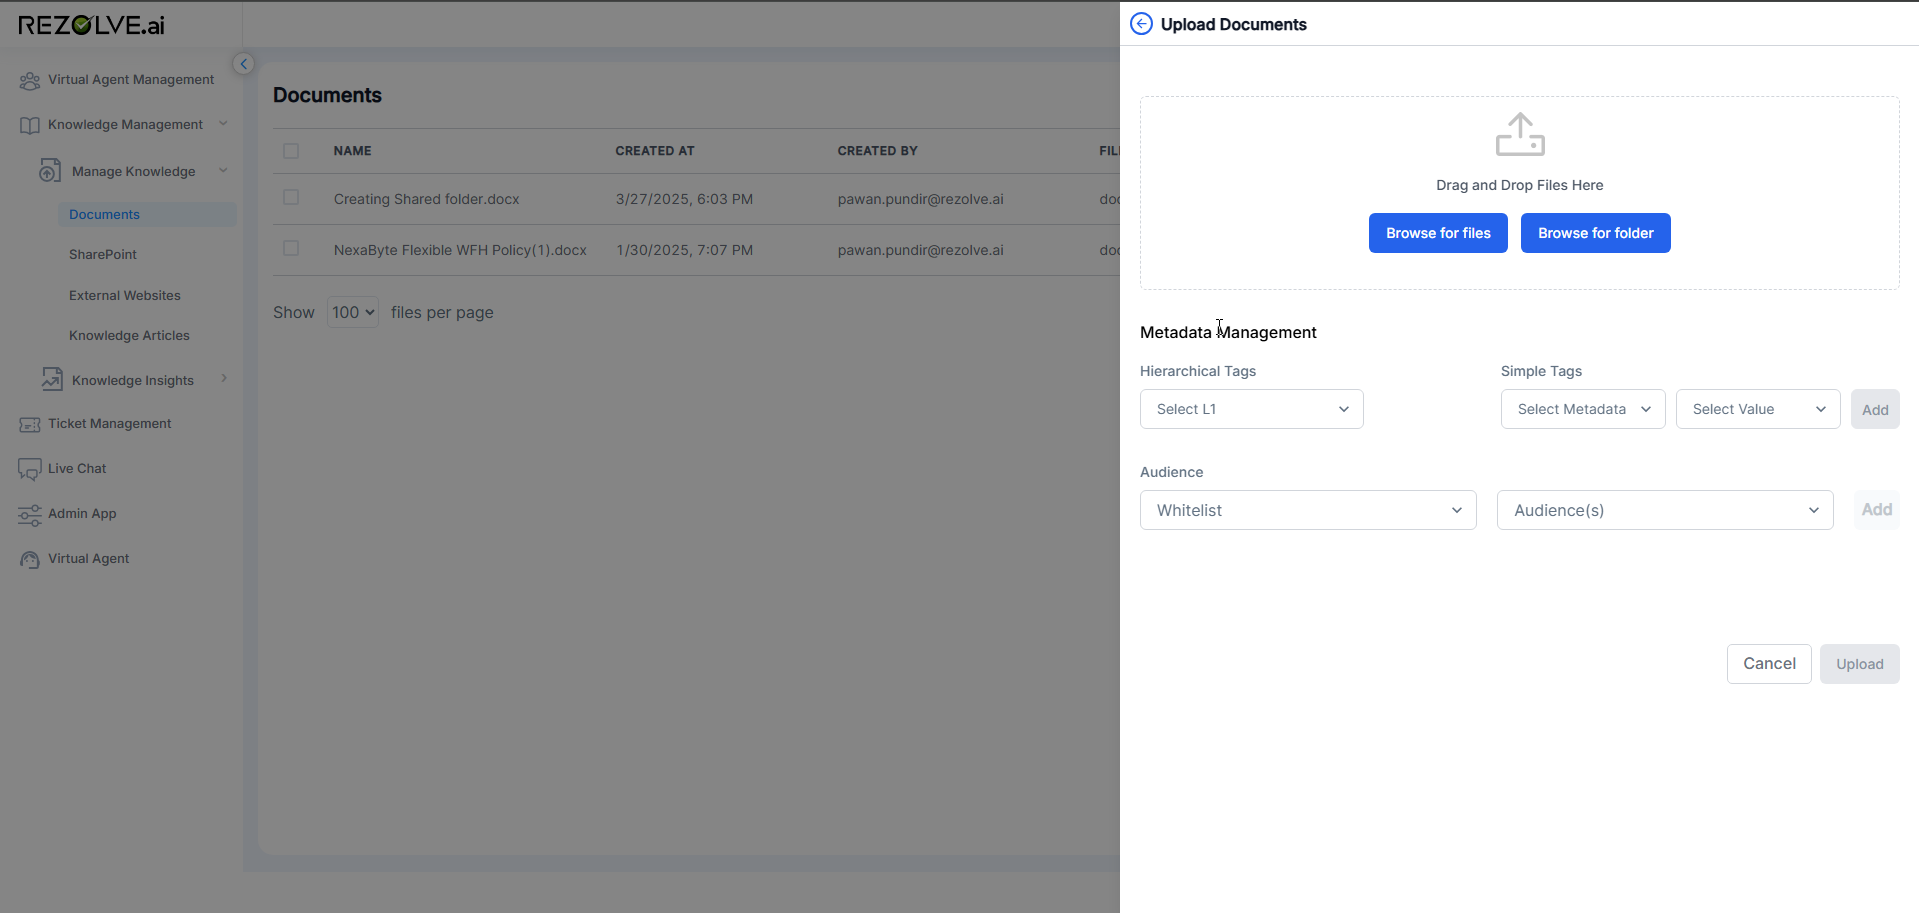 REZOLVE.ai
Virtual Agent Management
Knowledge Management
Manage Knowledge
Documents
SharePoint
External Websites
Knowledge Articles
Knowledge Insights
Ticket Management
Live Chat
Admin App
Virtual Agent
Documents
NAME CREATED AT CREATED BY FIL
Creating Shared folder.docx 3/27/2025, 6:03 PM pawan.pundir@rezolve.ai doc
NexaByte Flexible WFH Policy(1).docx 1/30/2025, 7:07 PM pawan.pundir@rezolve.ai doc
Show 100 files per page
Upload Documents
Drag and Drop Files Here
Browse for files Browse for folder
Metadata Management
Hierarchical Tags Simple Tags
Select L1 Select Metadata Select Value Add
Audience
Whitelist Audience(s) Add
Cancel Upload